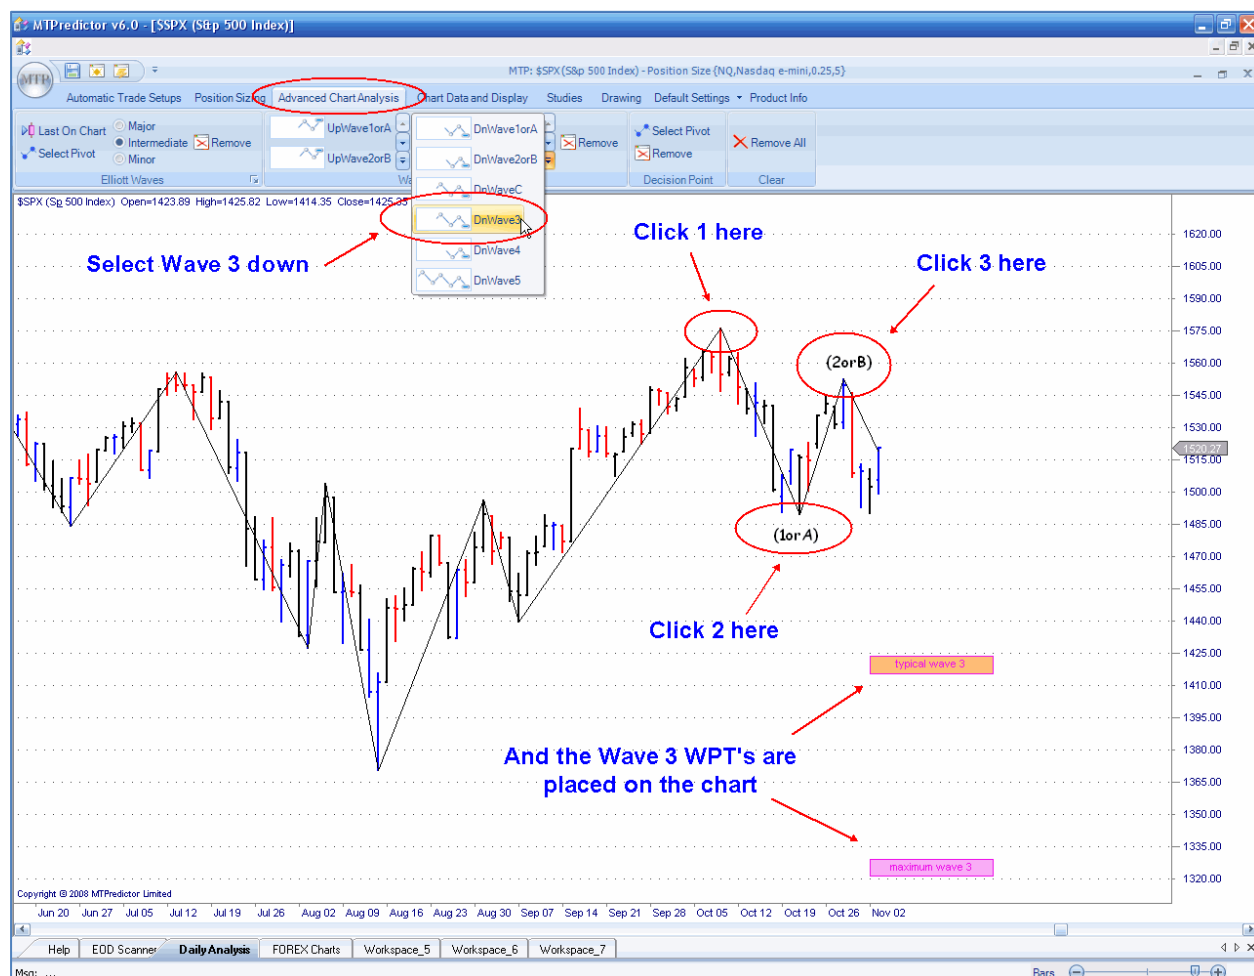 MTPredictor v6.0 - [$SPX (S&p 500 Index)]
MTP
MTP: $SPX(S&p 500 Index) - Position Size {NQ,Nasdaq e-mini,0.25,5}
Automatic Trade Setups Position Sizing Advanced Chart Analysis Chart Data and Display Studies Drawing Default Settings Product Info
Last On Chart
Select Pivot
Major
Intermediate
Minor
Remove
Elliott Waves
UpWave1orA
UpWave2orB
Wa
DnWave1orA
DnWave2orB
DnWaveC
DnWave3
DnWave4
DnWave5
Remove
Select Pivot
Remove
Decision Point
Remove All
Clear
$SPX (Sp 500 Index) Open=1423.89 High=1425.82 Low=1414.35 Close=1425.35
Select Wave 3 down
Click 1 here
Click 3 here
(2orB)
(1orA)
Click 2 here
typical wave 3
And the Wave 3 WPT's are
placed on the chart
maximum wave 3
1620.00
1605.00
1590.00
1575.00
1560.00
1545.00
1530.00
1520.27
1515.00
1500.00
1485.00
1470.00
1455.00
1440.00
1425.00
1410.00
1395.00
1380.00
1365.00
1350.00
1335.00
1320.00
Copyright @ 2008 MTPredictor Limited
Jun 20 Jun 27 Jul 05 Jul 12 Jul 19 Jul 26 Aug 02 Aug 09 Aug 16 Aug 23 Aug 30 Sep 07 Sep 14 Sep 21 Sep 28 Oct 05 Oct 12 Oct 19 Oct 26 Nov 02
Help EOD Scanner Daily Analysis FOREX Charts Workspace_5 Workspace_6 Workspace_7
Msg: ...
Bars